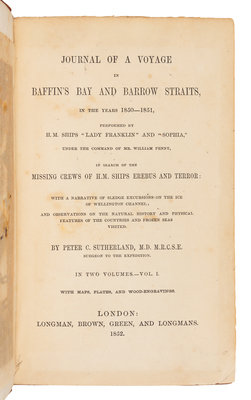 JOURNAL OF A VOYAGE
IN
BAFFIN'S BAY AND BARROW STRAITS,
IN THE YEARS 1850—1851,
PERFORMED BY
H.M. SHIPS "LADY FRANKLIN" AND "SOPHIA,"
UNDER THE COMMAND OF MR. WILLIAM PENNY,
IN SEARCH OF THE
MISSING CREWS OF H.M. SHIPS EREBUS AND TERROR:
WITH A NARRATIVE OF SLEDGE EXCURSIONS ON THE ICE
OF WELLINGTON CHANNEL;
AND OBSERVATIONS ON THE NATURAL HISTORY AND PHYSICAL
FEATURES OF THE COUNTRIES AND FROZEN SEAS
VISITED.
BY PETER C. SUTHERLAND, M.D. M.R.C.S.E.
SURGEON TO THE EXPEDITION.
IN TWO VOLUMES.—VOL. I.
WITH MAPS, PLATES, AND WOOD-ENGRAVINGS.
LONDON:
LONGMAN, BROWN, GREEN, AND LONGMANS.
1852.